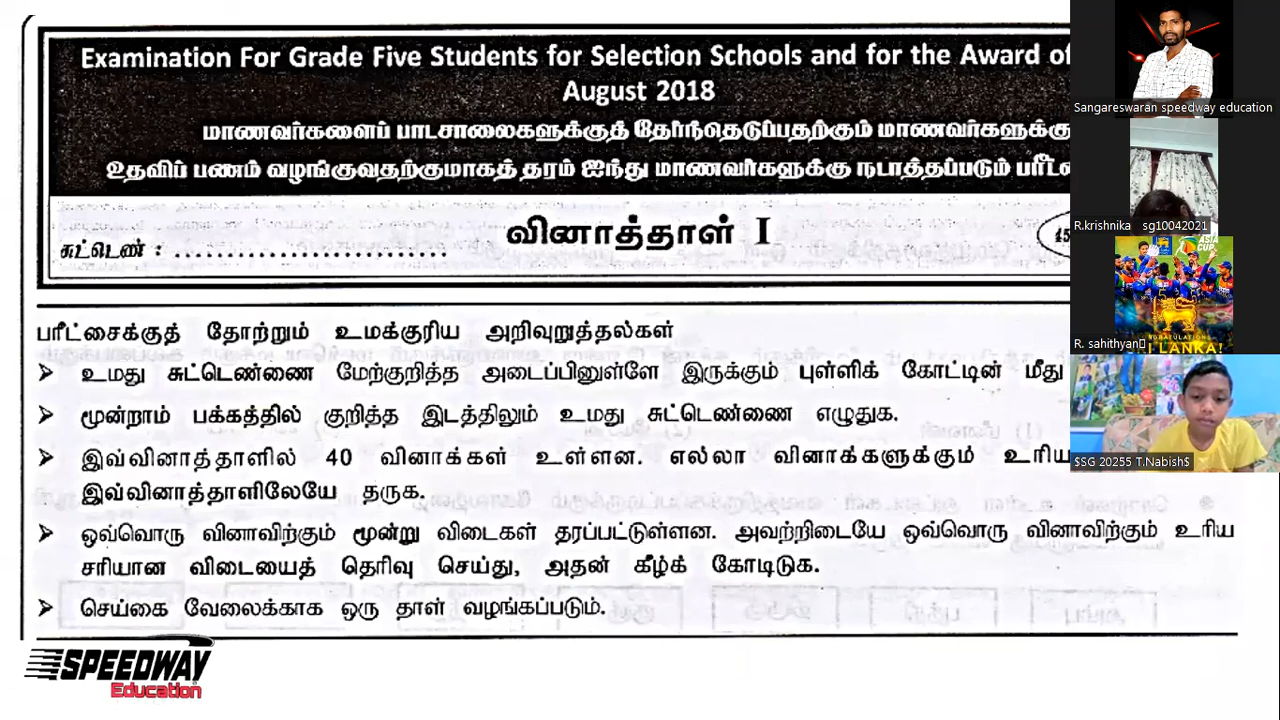 Examination For Grade Five Students for Selection Schools and for the Award of
August 2018
மாணவர்களைப் பாடசாலைகளுக்குத் தேர்ந்தெடுப்பதற்கும் மாணவர்களுக்கு
உதவிப் பணம் வழங்குவதற்குமாகத் தரம் ஐந்து மாணவர்களுக்கு நடாத்தப்படும்
வினாத்தாள் I
சுட்டெண் : ..............................
45
பரீட்சைக்குத் தோற்றும் உமக்குரிய அறிவுறுத்தல்கள்
➤ உமது சுட்டெண்ணை மேற்குறித்த அடைப்பினுள்ளே இருக்கும் புள்ளிக் கோட்டின் மீது
➤ மூன்றாம் பக்கத்தில் குறித்த இடத்திலும் உமது சுட்டெண்ணை எழுதுக.
➤ இவ்வினாத்தாளில் 40 வினாக்கள் உள்ளன. எல்லா வினாக்களுக்கும் உரிய
இவ்வினாத்தாளிலேயே தருக.
➤ ஒவ்வொரு வினாவிற்கும் மூன்று விடைகள் தரப்பட்டுள்ளன. அவற்றிடையே ஒவ்வொரு வினாவிற்கும் உரிய
சரியான விடையைத் தெரிவு செய்து, அதன் கீழ்க் கோடிடுக.
➤ செய்கை வேலைக்காக ஒரு தாள் வழங்கப்படும்.
SPEEDWAY
Education
Sangareswaran speedway education
R.krishnika sg10042021
ASIA
CUP
R. sahithyan
LANKA!
$SG 20255 T.Nabish$